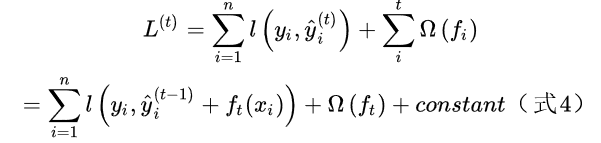 L^{(t)} = \sum_{i=1}^{n} l\left(y_i, \hat{y}_i^{(t)}\right) + \sum_{i}^{t} \Omega\left(f_i\right)
= \sum_{i=1}^{n} l\left(y_i, \hat{y}_i^{(t-1)} + f_t(x_i)\right) + \Omega\left(f_t\right) + constant（式4）